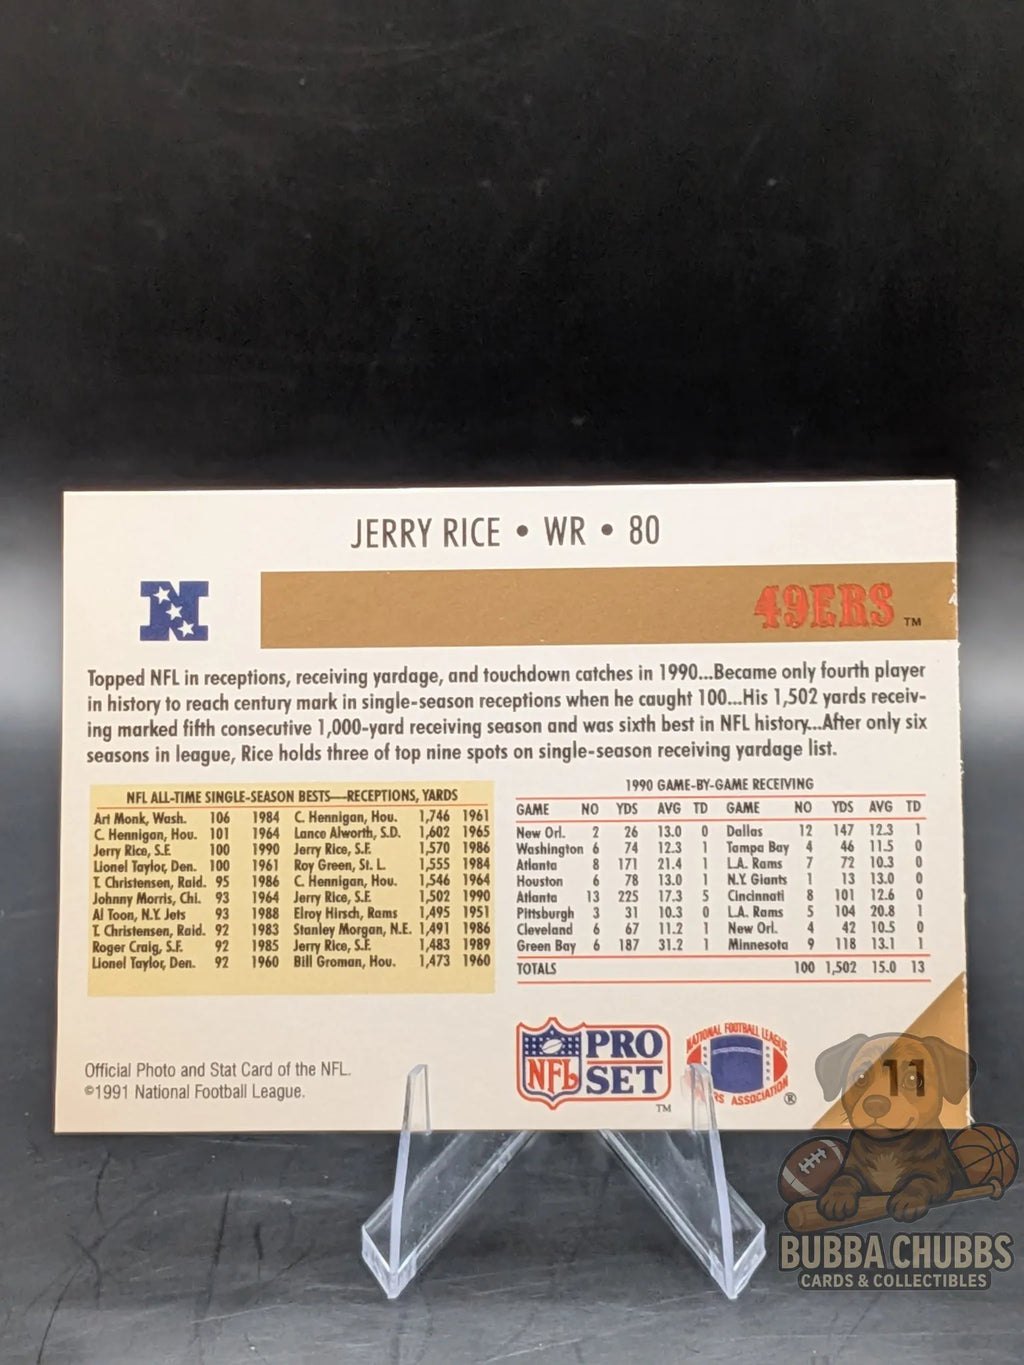 JERRY RICE • WR • 80
N
49ERS TM
Topped NFL in receptions, receiving yardage, and touchdown catches in 1990...Became only fourth player
in history to reach century mark in single-season receptions when he caught 100...His 1,502 yards receiv-
ing marked fifth consecutive 1,000-yard receiving season and was sixth best in NFL history...After only six
seasons in league, Rice holds three of top nine spots on single-season receiving yardage list.
NFL ALL-TIME SINGLE-SEASON BESTS—RECEPTIONS, YARDS
Art Monk, Wash. 106 1984 C. Hennigan, Hou. 1,746 1961
C. Hennigan, Hou. 101 1964 Lance Alworth, S.D. 1,602 1965
Jerry Rice, S.F. 100 1990 Jerry Rice, S.F. 1,570 1986
Lionel Taylor, Den. 100 1961 Roy Green, St. L. 1,555 1984
T. Christensen, Raid. 95 1986 C. Hennigan, Hou. 1,546 1964
Johnny Morris, Chi. 93 1964 Jerry Rice, S.F. 1,502 1990
Al Toon, N.Y. Jets 93 1988 Elroy Hirsch, Rams 1,495 1951
T. Christensen, Raid. 92 1983 Stanley Morgan, N.E. 1,491 1986
Roger Craig, S.F. 92 1985 Jerry Rice, S.F. 1,483 1989
Lionel Taylor, Den. 92 1960 Bill Groman, Hou. 1,473 1960
1990 GAME-BY-GAME RECEIVING
GAME NO YDS AVG TD GAME NO YDS AVG TD
New Orl. 2 26 13.0 0 Dallas 12 147 12.3 1
Washington 6 74 12.3 1 Tampa Bay 4 46 11.5 0
Atlanta 8 171 21.4 1 L.A. Rams 7 72 10.3 0
Houston 6 78 13.0 1 N.Y. Giants 1 13 13.0 0
Atlanta 13 225 17.3 5 Cincinnati 8 101 12.6 0
Pittsburgh 3 31 10.3 0 L.A. Rams 5 104 20.8 1
Cleveland 6 67 11.2 1 New Orl. 4 42 10.5 0
Green Bay 6 187 31.2 1 Minnesota 9 118 13.1 1
TOTALS 100 1,502 15.0 13
Official Photo and Stat Card of the NFL.
©1991 National Football League.
NFL PRO SET TM
NATIONAL FOOTBALL LEAGUE
ASSOCIATION ®
11
BUBBA CHUBBS
CARDS & COLLECTIBLES